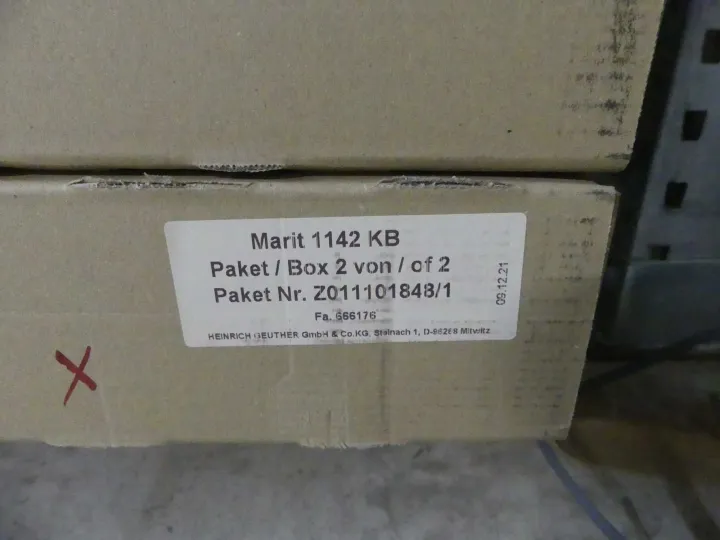 Marit 1142 KB
Paket / Box 2 von / of 2
Paket Nr. Z011101848/1
Fa. 666176
HEINRICH GEUTHER GmbH & Co.KG, Steinach 1, D-96268 Mitwitz
09.12.21
X